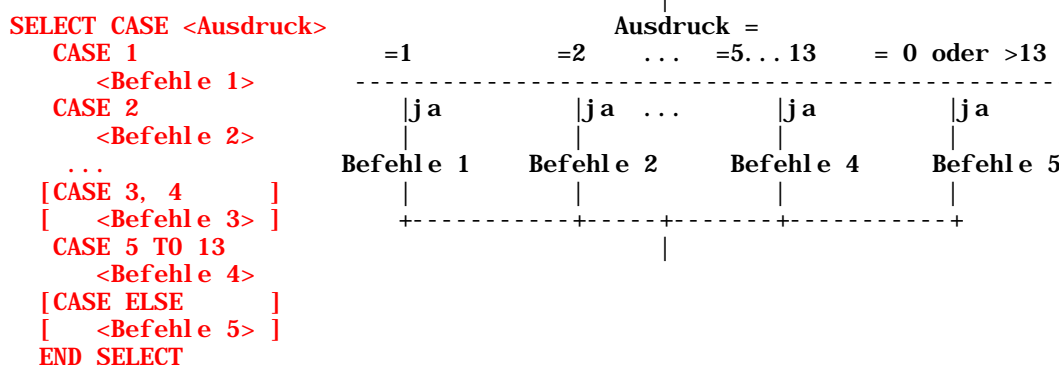 |
SELECT CASE <Ausdruck>                           Ausdruck =
    CASE 1                 =1              =2     ...   =5...13     = 0 oder >13
        <Befehle 1>     -------------------------------------------------
    CASE 2                   |ja             |ja  ...          |ja              |ja
        <Befehle 2>          |               |                 |                |
     ...               Befehle 1     Befehle 2      Befehle 4         Befehle 5
  [CASE 3, 4       ]         |               |                 |                |
  [    <Befehle 3> ]         +-----------+-----+-------+-----------+
    CASE 5 TO 13                                     |
        <Befehle 4>
  [CASE ELSE       ]
  [    <Befehle 5> ]
  END SELECT